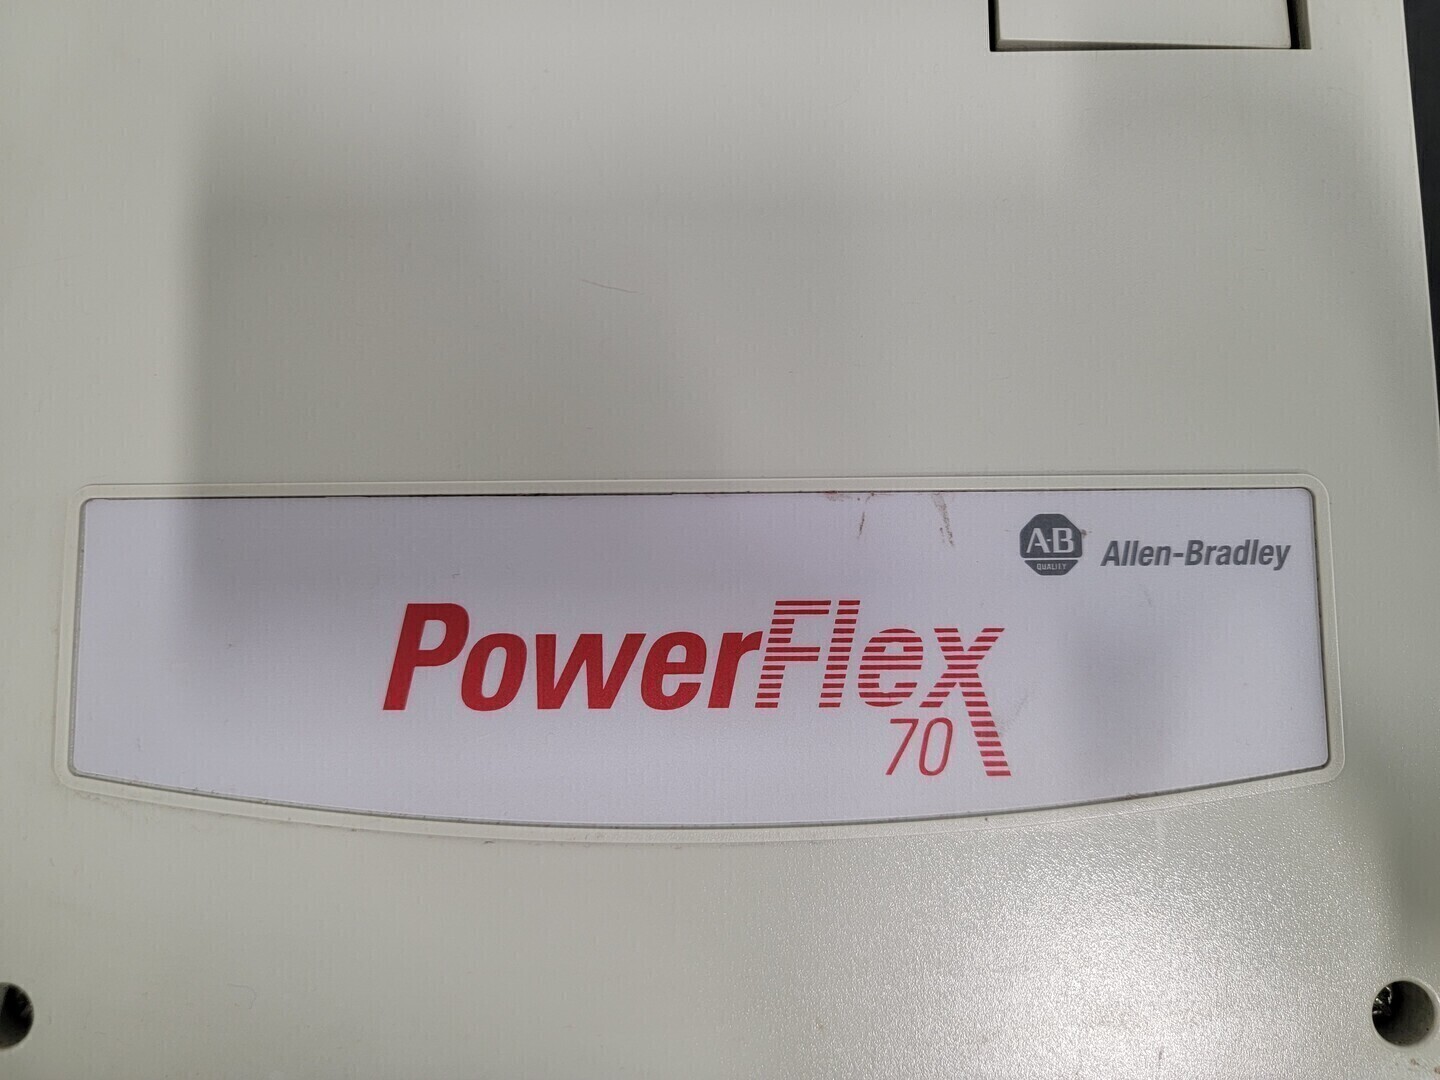 A-B
QUALITY
Allen-Bradley
PowerFlex
70